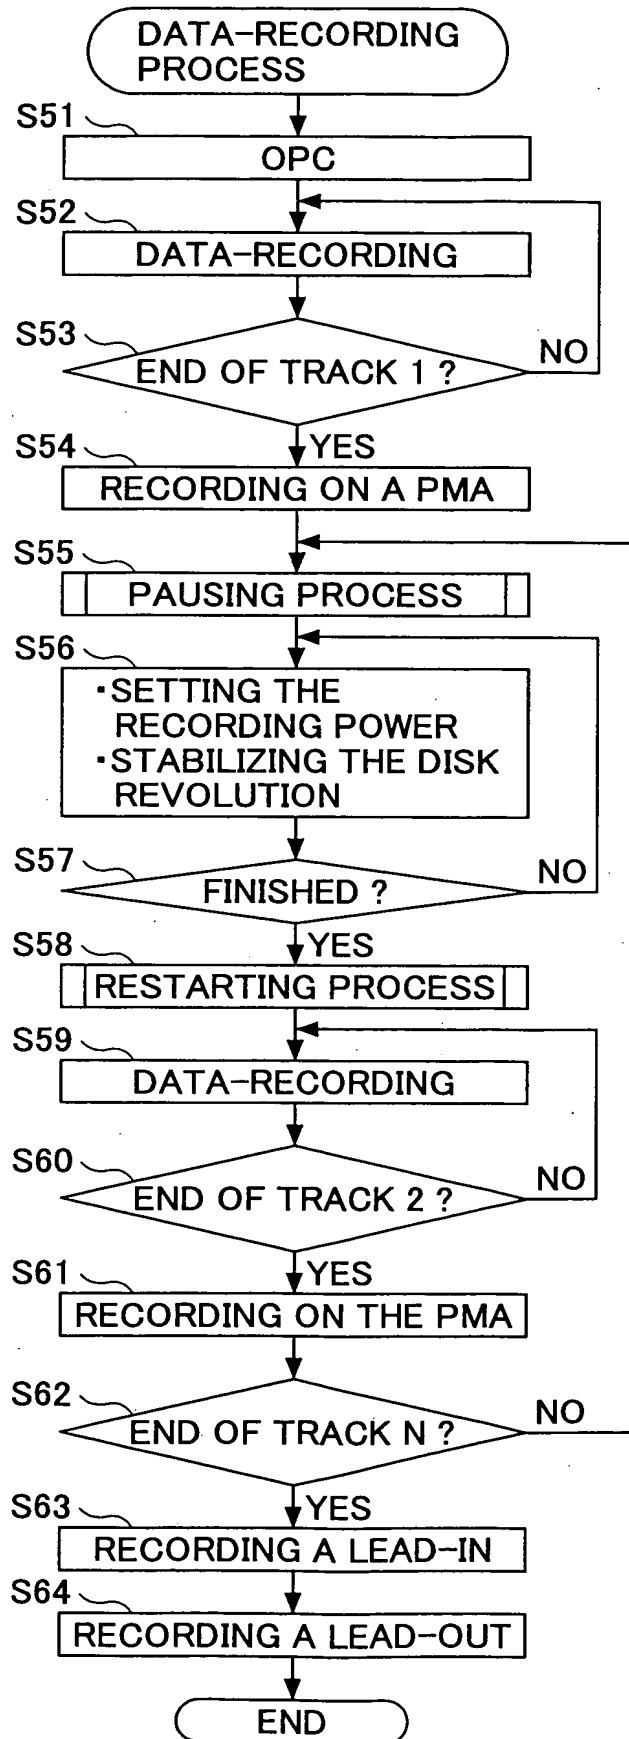 DATA-RECORDING
PROCESS
S51
OPC
S52
DATA-RECORDING
S53
END OF TRACK 1 ?
NO
YES
S54
RECORDING ON A PMA
S55
PAUSING PROCESS
S56
・SETTING THE
RECORDING POWER
・STABILIZING THE DISK
REVOLUTION
S57
FINISHED ?
NO
YES
S58
RESTARTING PROCESS
S59
DATA-RECORDING
S60
END OF TRACK 2 ?
NO
YES
S61
RECORDING ON THE PMA
S62
END OF TRACK N ?
NO
YES
S63
RECORDING A LEAD-IN
S64
RECORDING A LEAD-OUT
END